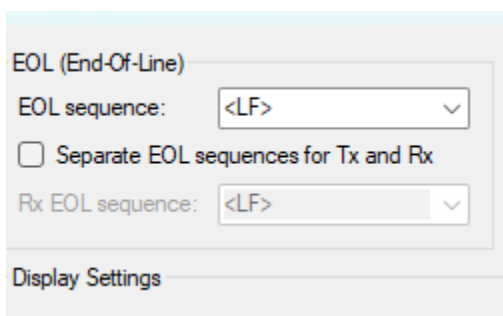 EOL (End-Of-Line)
EOL sequence: <LF>
Separate EOL sequences for Tx and Rx
Rx EOL sequence: <LF>
Display Settings